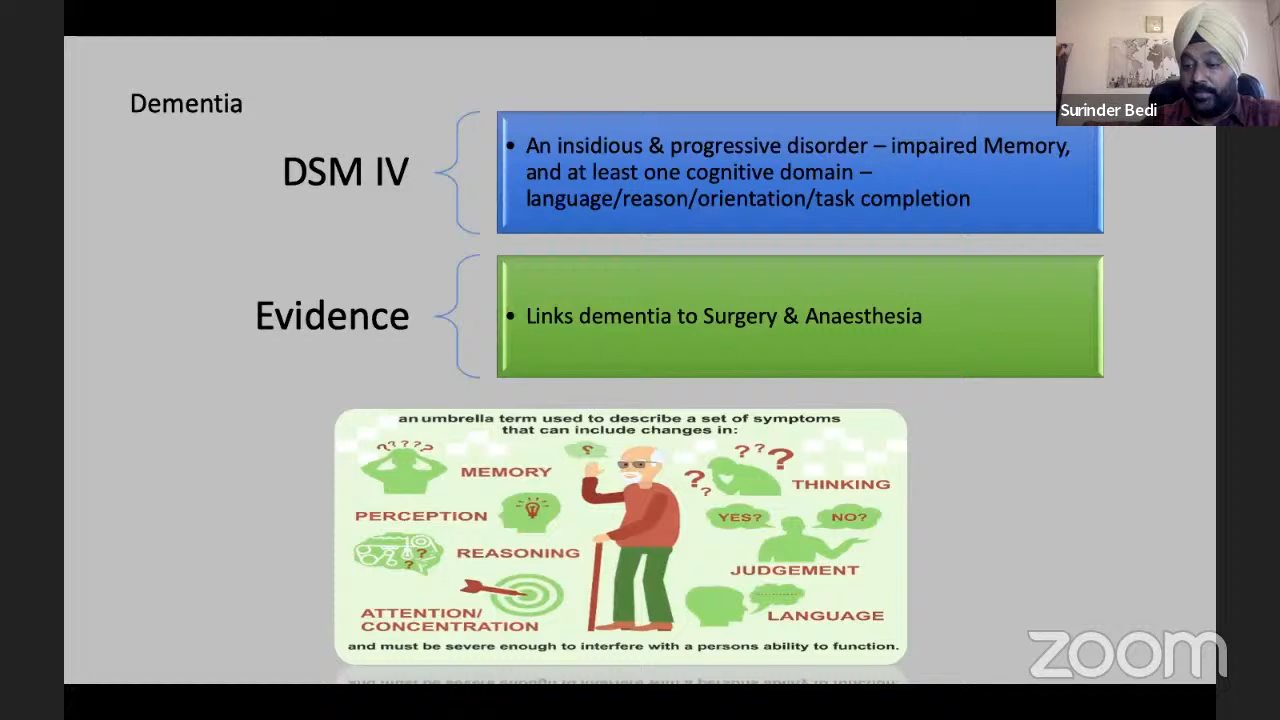 Surinder Bedi
Dementia
DSM IV
• An insidious & progressive disorder – impaired Memory,
and at least one cognitive domain –
language/reason/orientation/task completion
Evidence
• Links dementia to Surgery & Anaesthesia
an umbrella term used to describe a set of symptoms
that can include changes in:
? ? ? ? ?
?
? ? ?
MEMORY
? ?
THINKING
PERCEPTION
YES?
NO?
REASONING
? ?
JUDGEMENT
ATTENTION/
CONCENTRATION
LANGUAGE
and must be severe enough to interfere with a persons ability to function.
zoom